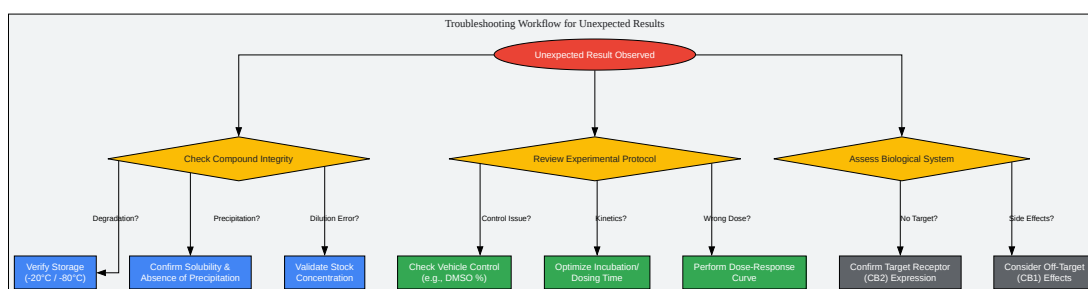 Troubleshooting Workflow for Unexpected Results
Unexpected Result Observed
Check Compound Integrity
Review Experimental Protocol
Assess Biological System
Degradation?
Precipitation?
Dilution Error?
Control Issue?
Kinetics?
Wrong Dose?
No Target?
Side Effects?
Verify Storage
(-20°C / -80°C)
Confirm Solubility &
Absence of Precipitation
Validate Stock
Concentration
Check Vehicle Control
(e.g., DMSO %)
Optimize Incubation/
Dosing Time
Perform Dose-Response
Curve
Confirm Target Receptor
(CB2) Expression
Consider Off-Target
(CB1) Effects